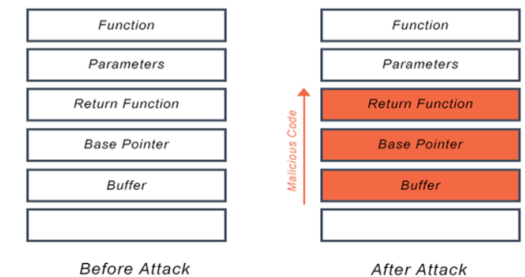 Function
Parameters
Return Function
Base Pointer
Buffer
Before Attack
Function
Parameters
Return Function
Base Pointer
Buffer
Malicious Code
After Attack